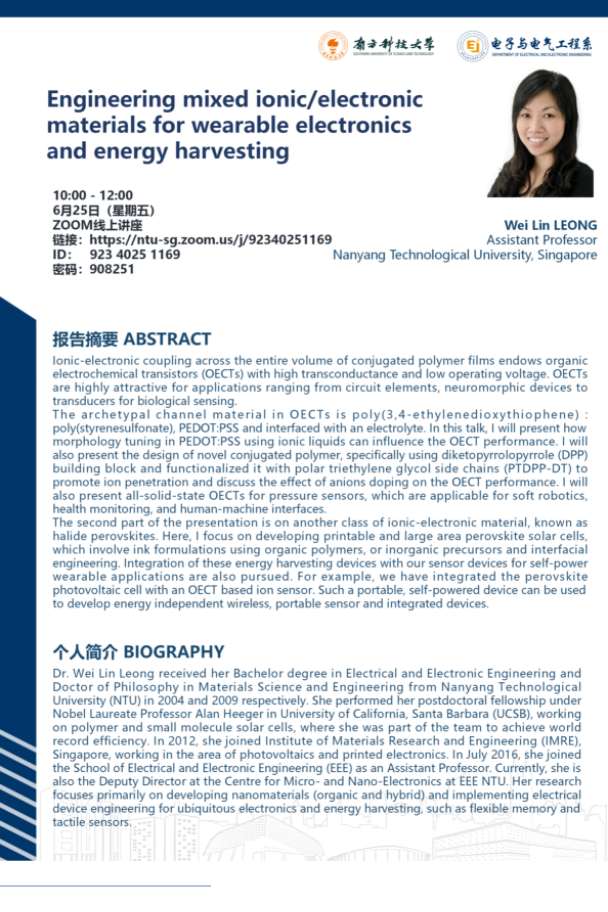 南方科技大学
SOUTHERN UNIVERSITY OF SCIENCE AND TECHNOLOGY
电子与电气工程系
DEPARTMENT OF ELECTRICAL AND ELECTRONIC ENGINEERING
Engineering mixed ionic/electronic
materials for wearable electronics
and energy harvesting
10:00 - 12:00
6月25日（星期五）
ZOOM线上讲座
链接：https://ntu-sg.zoom.us/j/92340251169
ID： 923 4025 1169
密码：908251
Wei Lin LEONG
Assistant Professor
Nanyang Technological University, Singapore
报告摘要 ABSTRACT
Ionic-electronic coupling across the entire volume of conjugated polymer films endows organic
electrochemical transistors (OECTs) with high transconductance and low operating voltage. OECTs
are highly attractive for applications ranging from circuit elements, neuromorphic devices to
transducers for biological sensing.
The archetypal channel material in OECTs is poly(3,4-ethylenedioxythiophene) :
poly(styrenesulfonate), PEDOT:PSS and interfaced with an electrolyte. In this talk, I will present how
morphology tuning in PEDOT:PSS using ionic liquids can influence the OECT performance. I will
also present the design of novel conjugated polymer, specifically using diketopyrrolopyrrole (DPP)
building block and functionalized it with polar triethylene glycol side chains (PTDPP-DT) to
promote ion penetration and discuss the effect of anions doping on the OECT performance. I will
also present all-solid-state OECTs for pressure sensors, which are applicable for soft robotics,
health monitoring, and human-machine interfaces.
The second part of the presentation is on another class of ionic-electronic material, known as
halide perovskites. Here, I focus on developing printable and large area perovskite solar cells,
which involve ink formulations using organic polymers, or inorganic precursors and interfacial
engineering. Integration of these energy harvesting devices with our sensor devices for self-power
wearable applications are also pursued. For example, we have integrated the perovskite
photovoltaic cell with an OECT based ion sensor. Such a portable, self-powered device can be used
to develop energy independent wireless, portable sensor and integrated devices.
个人简介 BIOGRAPHY
Dr. Wei Lin Leong received her Bachelor degree in Electrical and Electronic Engineering and
Doctor of Philosophy in Materials Science and Engineering from Nanyang Technological
University (NTU) in 2004 and 2009 respectively. She performed her postdoctoral fellowship under
Nobel Laureate Professor Alan Heeger in University of California, Santa Barbara (UCSB), working
on polymer and small molecule solar cells, where she was part of the team to achieve world
record efficiency. In 2012, she joined Institute of Materials Research and Engineering (IMRE),
Singapore, working in the area of photovoltaics and printed electronics. In July 2016, she joined
the School of Electrical and Electronic Engineering (EEE) as an Assistant Professor. Currently, she is
also the Deputy Director at the Centre for Micro- and Nano-Electronics at EEE NTU. Her research
focuses primarily on developing nanomaterials (organic and hybrid) and implementing electrical
device engineering for ubiquitous electronics and energy harvesting, such as flexible memory and
tactile sensors.